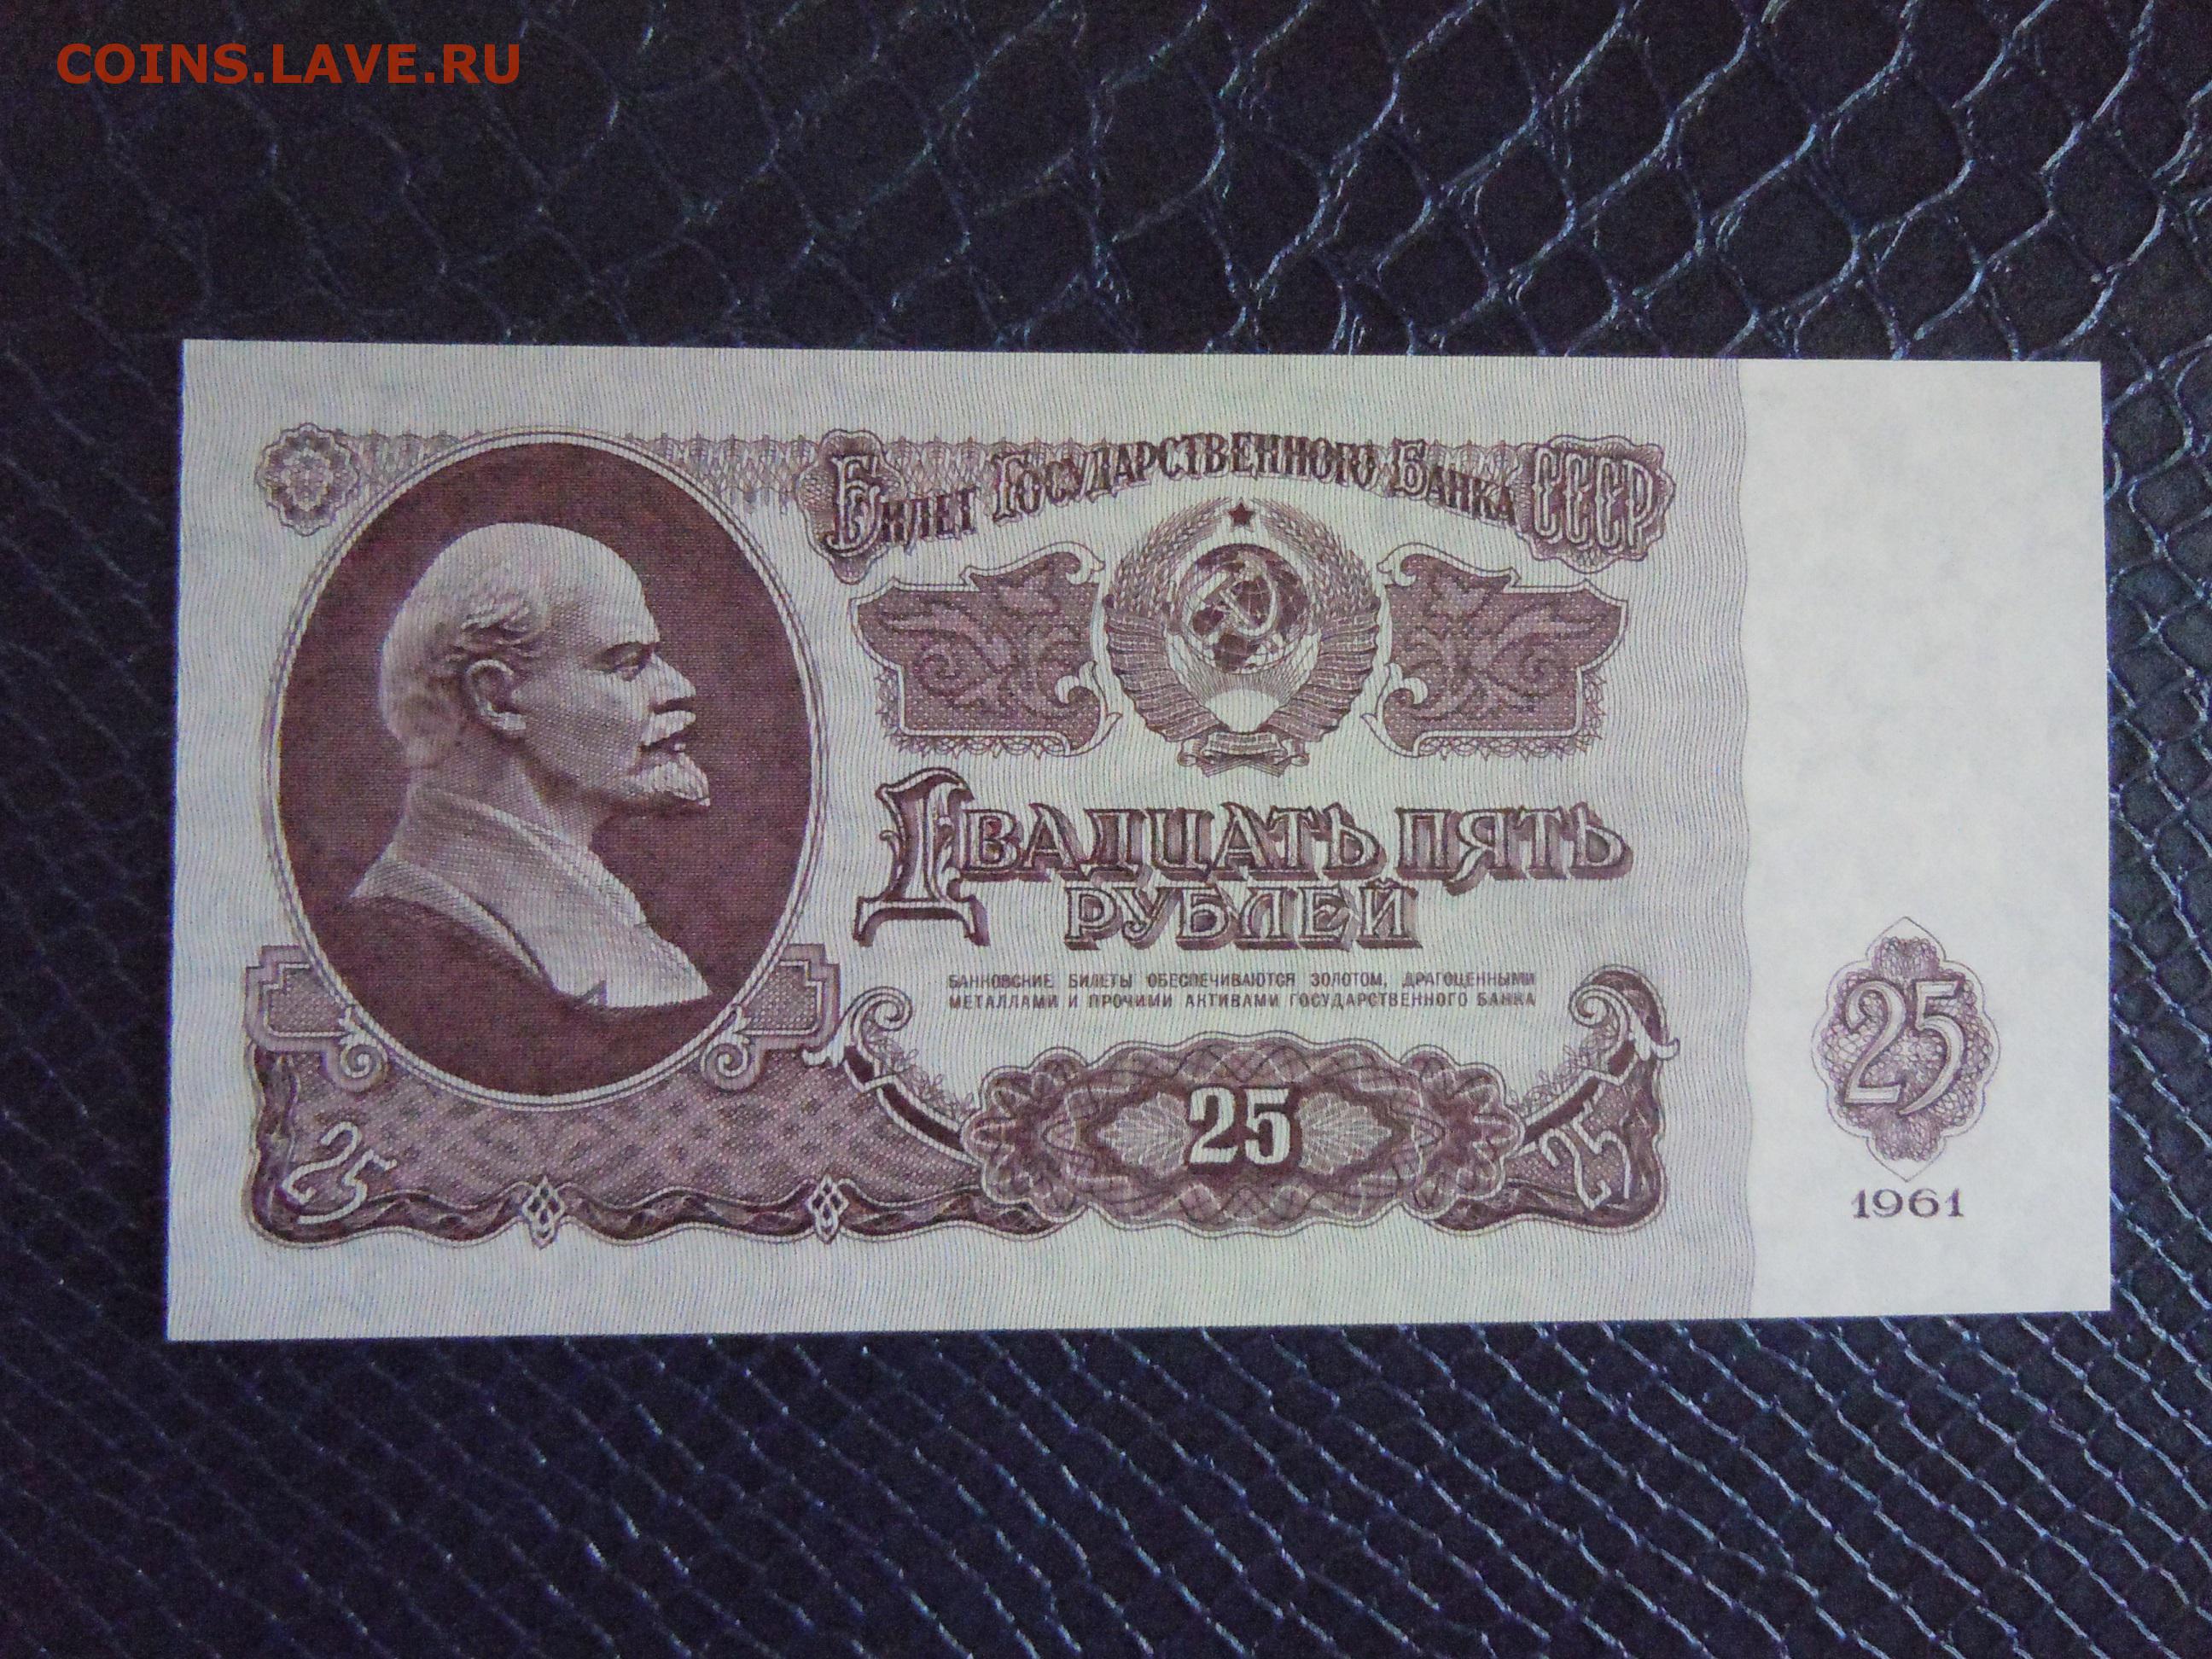 COINS.LAVE.RU
Билет Государственного Банка СССР
Двадцать пять
рублей
БАНКОВСКИЕ БИЛЕТЫ ОБЕСПЕЧИВАЮТСЯ ЗОЛОТОМ, ДРАГОЦЕННЫМИ
МЕТАЛЛАМИ И ПРОЧИМИ АКТИВАМИ ГОСУДАРСТВЕННОГО БАНКА
25
25
25
25
1961